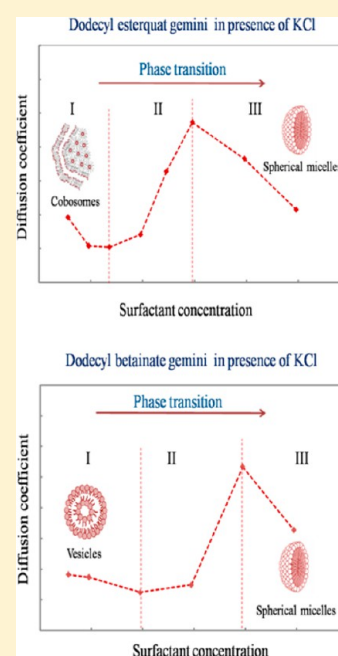 Dodecyl esterquat gemini in presence of KCl
Phase transition
I
II
III
Cobosomes
Spherical micelles
Diffusion coefficient
Surfactant concentration
Dodecyl betainate gemini in presence of KCl
Phase transition
I
II
III
Vesicles
Spherical micelles
Diffusion coefficient
Surfactant concentration